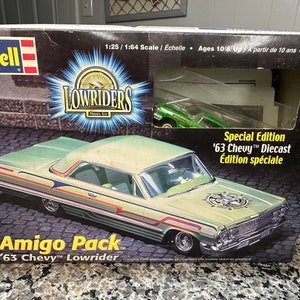 ell
1:25 / 1:64 Scale / Échelle • Ages 10 & Up / À partir de 10 ans
LOWRIDERS
Special Edition
'63 Chevy™ Diecast
Édition spéciale
Amigo Pack
'63 Chevy™ Lowrider